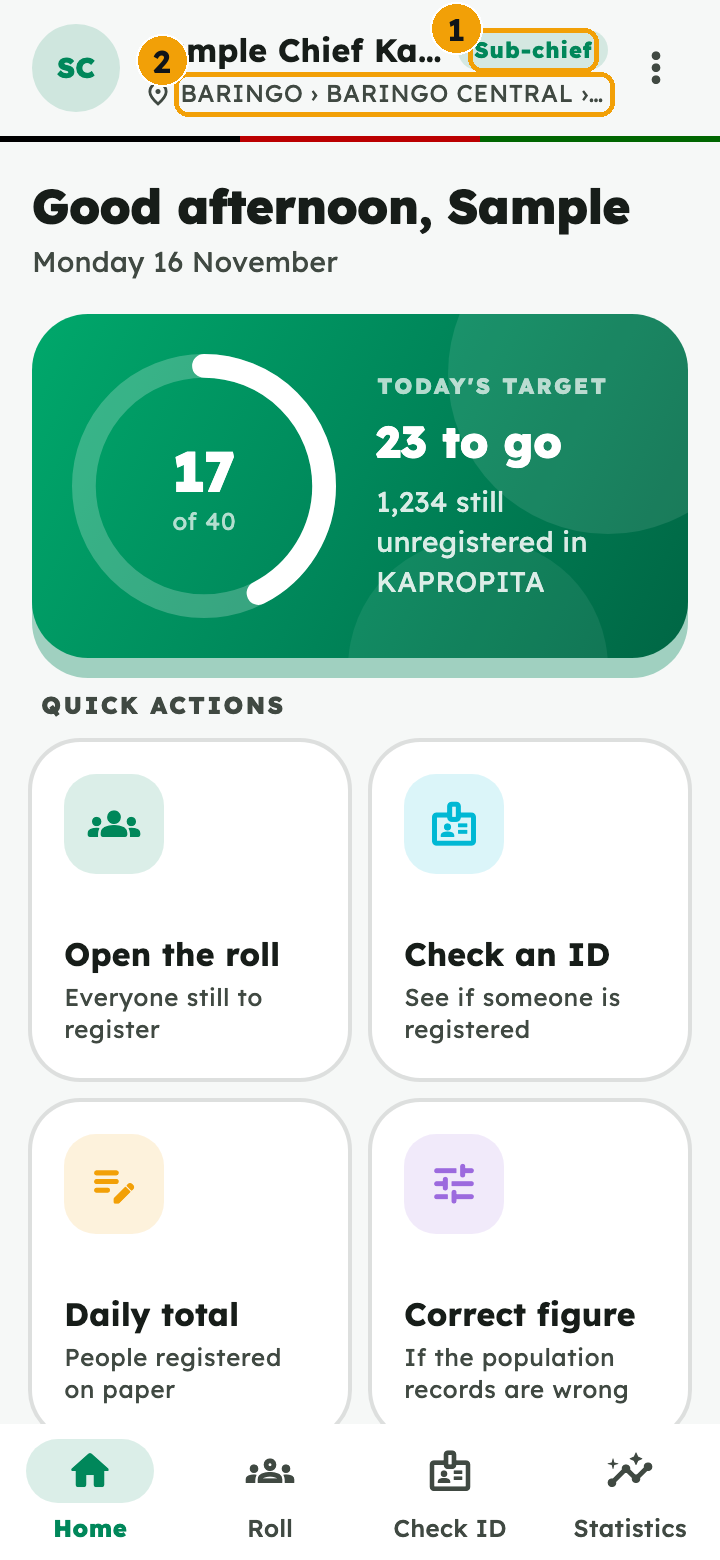 SC
mple Chief Ka...
1
Sub-chief
2
BARINGO › BARINGO CENTRAL ›...
Good afternoon, Sample
Monday 16 November
17
of 40
TODAY'S TARGET
23 to go
1,234 still
unregistered in
KAPROPITA
QUICK ACTIONS
Open the roll
Everyone still to
register
Check an ID
See if someone is
registered
Daily total
People registered
on paper
Correct figure
If the population
records are wrong
Home
Roll
Check ID
Statistics